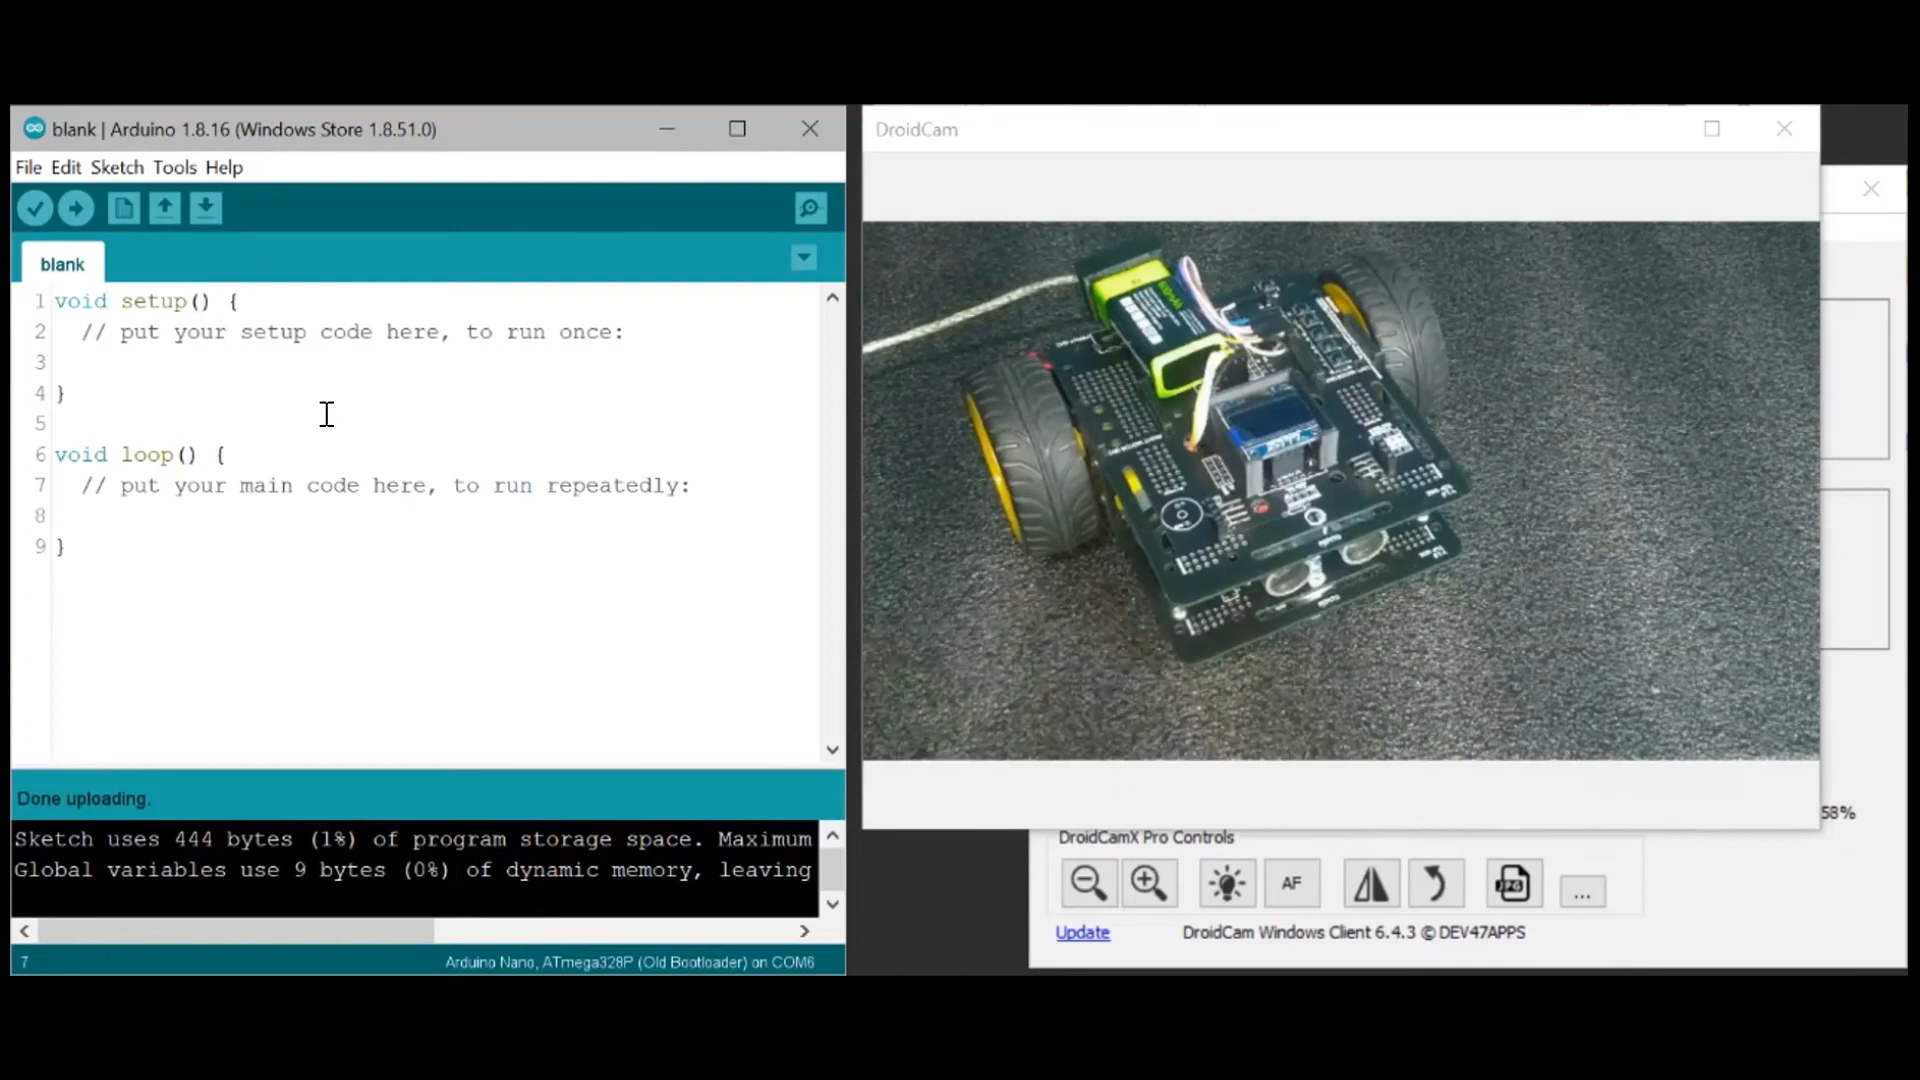 blank | Arduino 1.8.16 (Windows Store 1.8.51.0)
File Edit Sketch Tools Help
blank
1 void setup() {
2 // put your setup code here, to run once:
3
4 }
5
6 void loop() {
7 // put your main code here, to run repeatedly:
8
9 }
Done uploading.
Sketch uses 444 bytes (1%) of program storage space. Maximum
Global variables use 9 bytes (0%) of dynamic memory, leaving
7
Arduino Nano, ATmega328P (Old Bootloader) on COM6
DroidCam
58%
DroidCamX Pro Controls
AF
JPG
...
Update
DroidCam Windows Client 6.4.3 © DEV47APPS